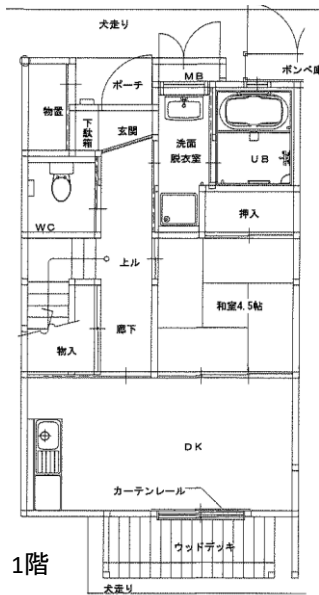 犬走り
ポーチ
MB
ボンベ庫
物置
下駄箱
玄関
洗面
脱衣室
UB
WC
押入
上ル
和室4.5帖
物入
廊下
DK
カーテンレール
ウッドデッキ
1階
犬走り